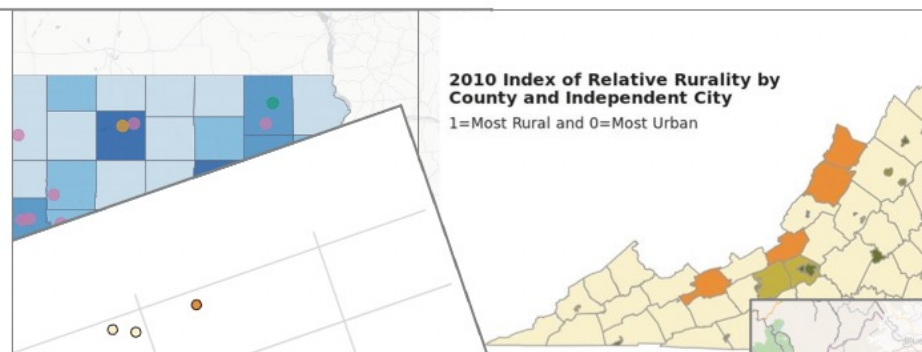 2010 Index of Relative Rurality by
County and Independent City
1=Most Rural and 0=Most Urban